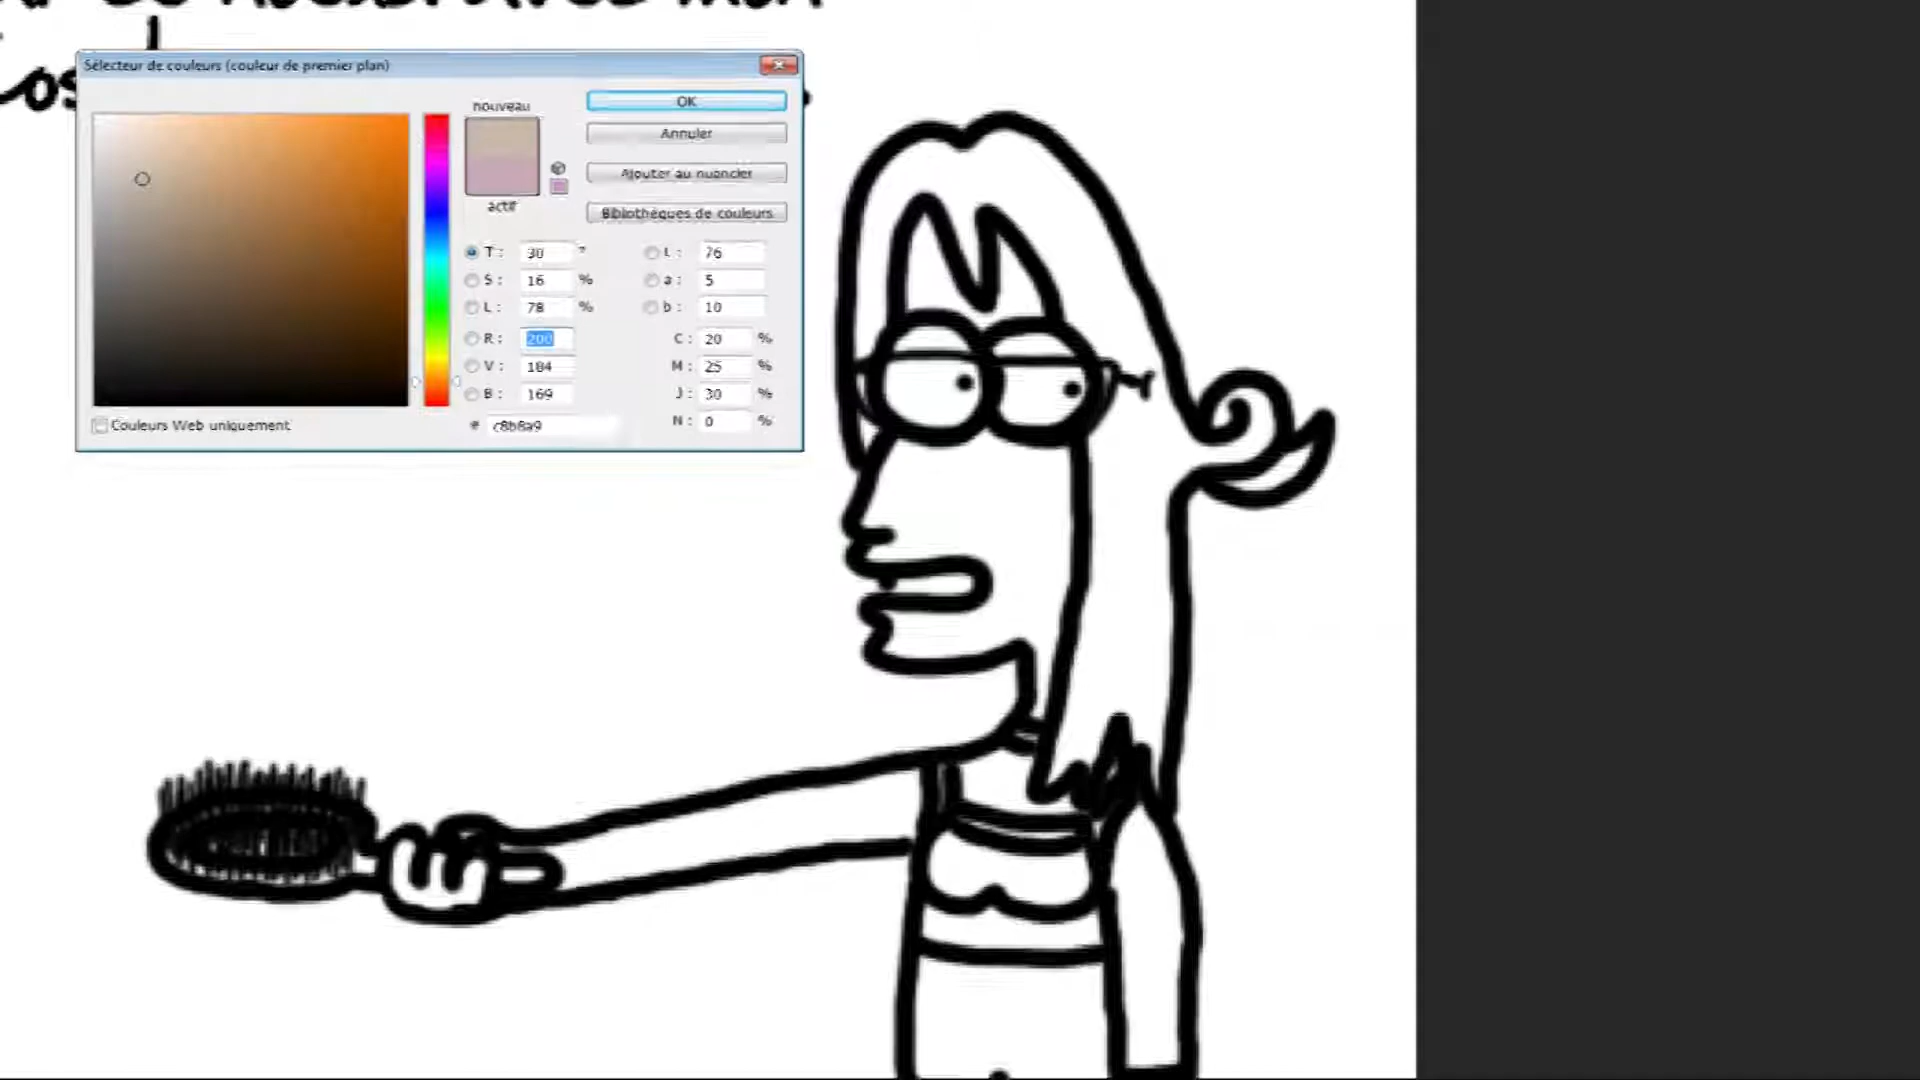 Sélecteur de couleurs (couleur de premier plan)
nouveau
actif
OK
Annuler
Ajouter au nuancier
Bibliothèques de couleurs
T : 30 °
S : 16 %
L : 78 %
R : 200
V : 184
B : 169
# c8b8a9
L : 76
a : 5
b : 10
C : 20 %
M : 25 %
J : 30 %
N : 0 %
Couleurs Web uniquement